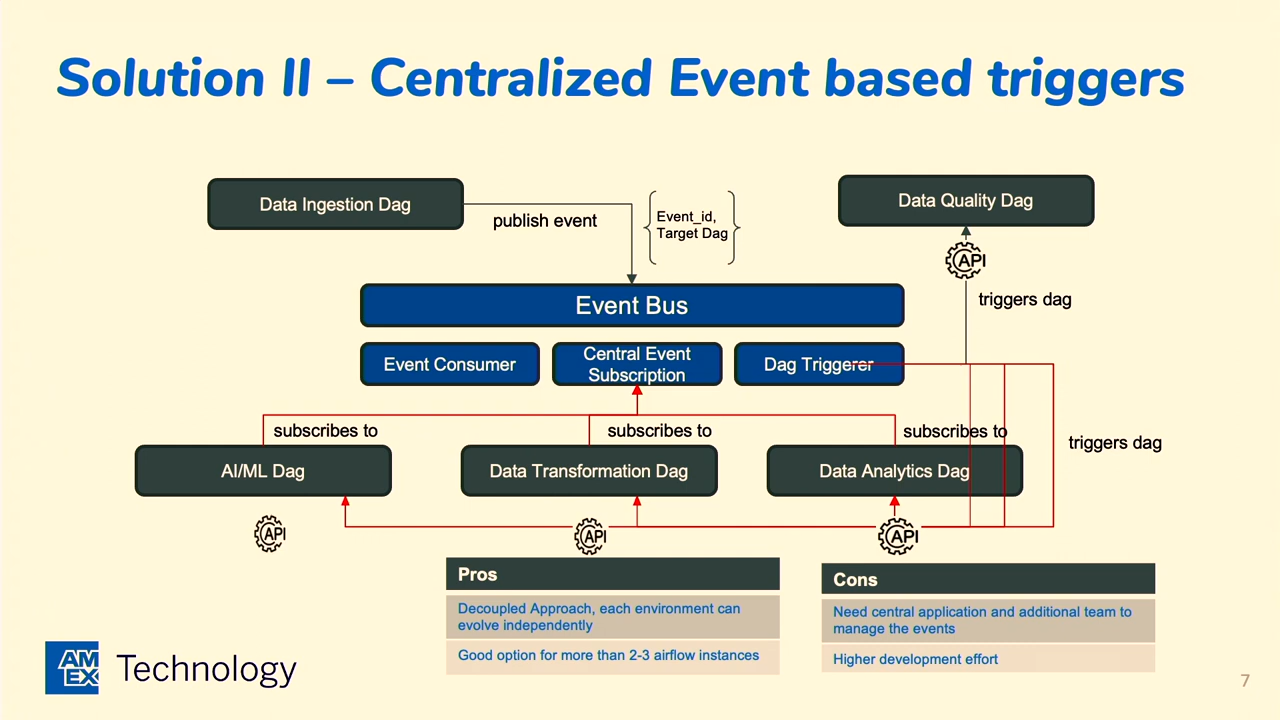 Solution II – Centralized Event based triggers
Data Ingestion Dag
publish event
Event_id,
Target Dag
Data Quality Dag
API
triggers dag
Event Bus
Event Consumer
Central Event
Subscription
Dag Triggerer
subscribes to
subscribes to
subscribes to
triggers dag
AI/ML Dag
Data Transformation Dag
Data Analytics Dag
API
API
API
Pros
Decoupled Approach, each environment can
evolve independently
Good option for more than 2-3 airflow instances
Cons
Need central application and additional team to
manage the events
Higher development effort
AM
EX
Technology
7